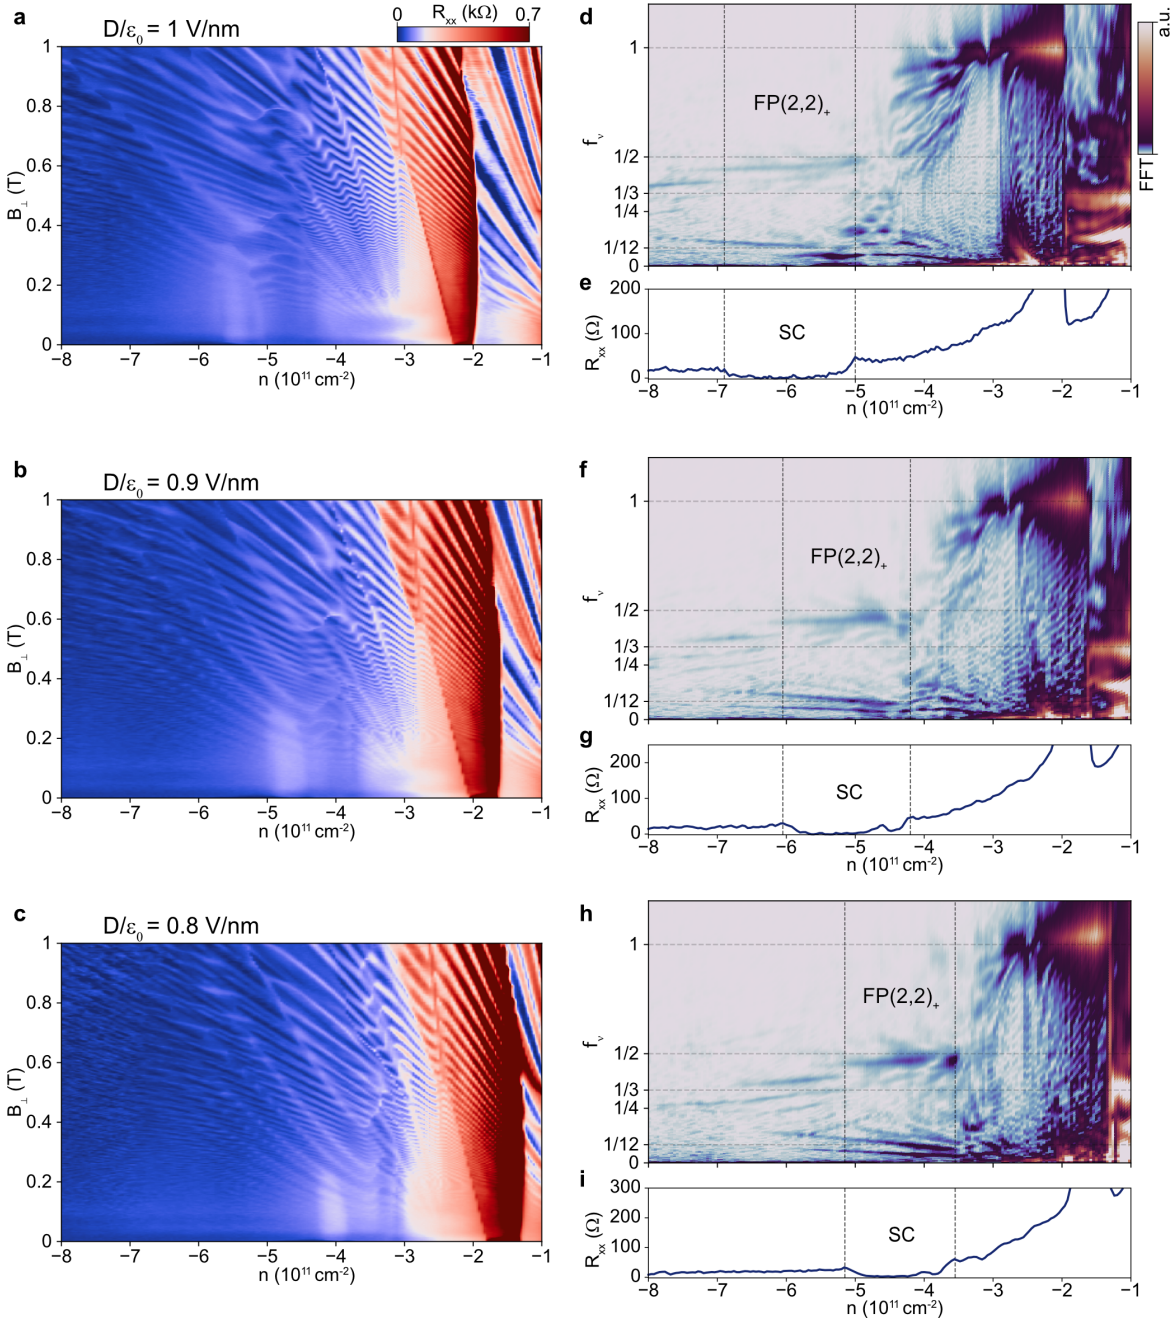 a
D/ε0 = 1 V/nm
0
Rxx (kΩ)
0.7
1
0.8
0.6
0.4
0.2
0
B⊥ (T)
−8
−7
−6
−5
−4
−3
−2
−1
n (10¹¹ cm⁻²)
b
D/ε0 = 0.9 V/nm
1
0.8
0.6
0.4
0.2
0
B⊥ (T)
−8
−7
−6
−5
−4
−3
−2
−1
n (10¹¹ cm⁻²)
c
D/ε0 = 0.8 V/nm
1
0.8
0.6
0.4
0.2
0
B⊥ (T)
−8
−7
−6
−5
−4
−3
−2
−1
n (10¹¹ cm⁻²)
d
FP(2,2)+
1
1/2
1/3
1/4
1/12
0
fν
a.u.
FFT
e
200
100
0
Rxx (Ω)
SC
−8
−7
−6
−5
−4
−3
−2
−1
n (10¹¹ cm⁻²)
f
FP(2,2)+
1
1/2
1/3
1/4
1/12
0
fν
g
200
100
0
Rxx (Ω)
SC
−8
−7
−6
−5
−4
−3
−2
−1
n (10¹¹ cm⁻²)
h
FP(2,2)+
1
1/2
1/3
1/4
1/12
0
fν
i
300
200
100
0
Rxx (Ω)
SC
−8
−7
−6
−5
−4
−3
−2
−1
n (10¹¹ cm⁻²)